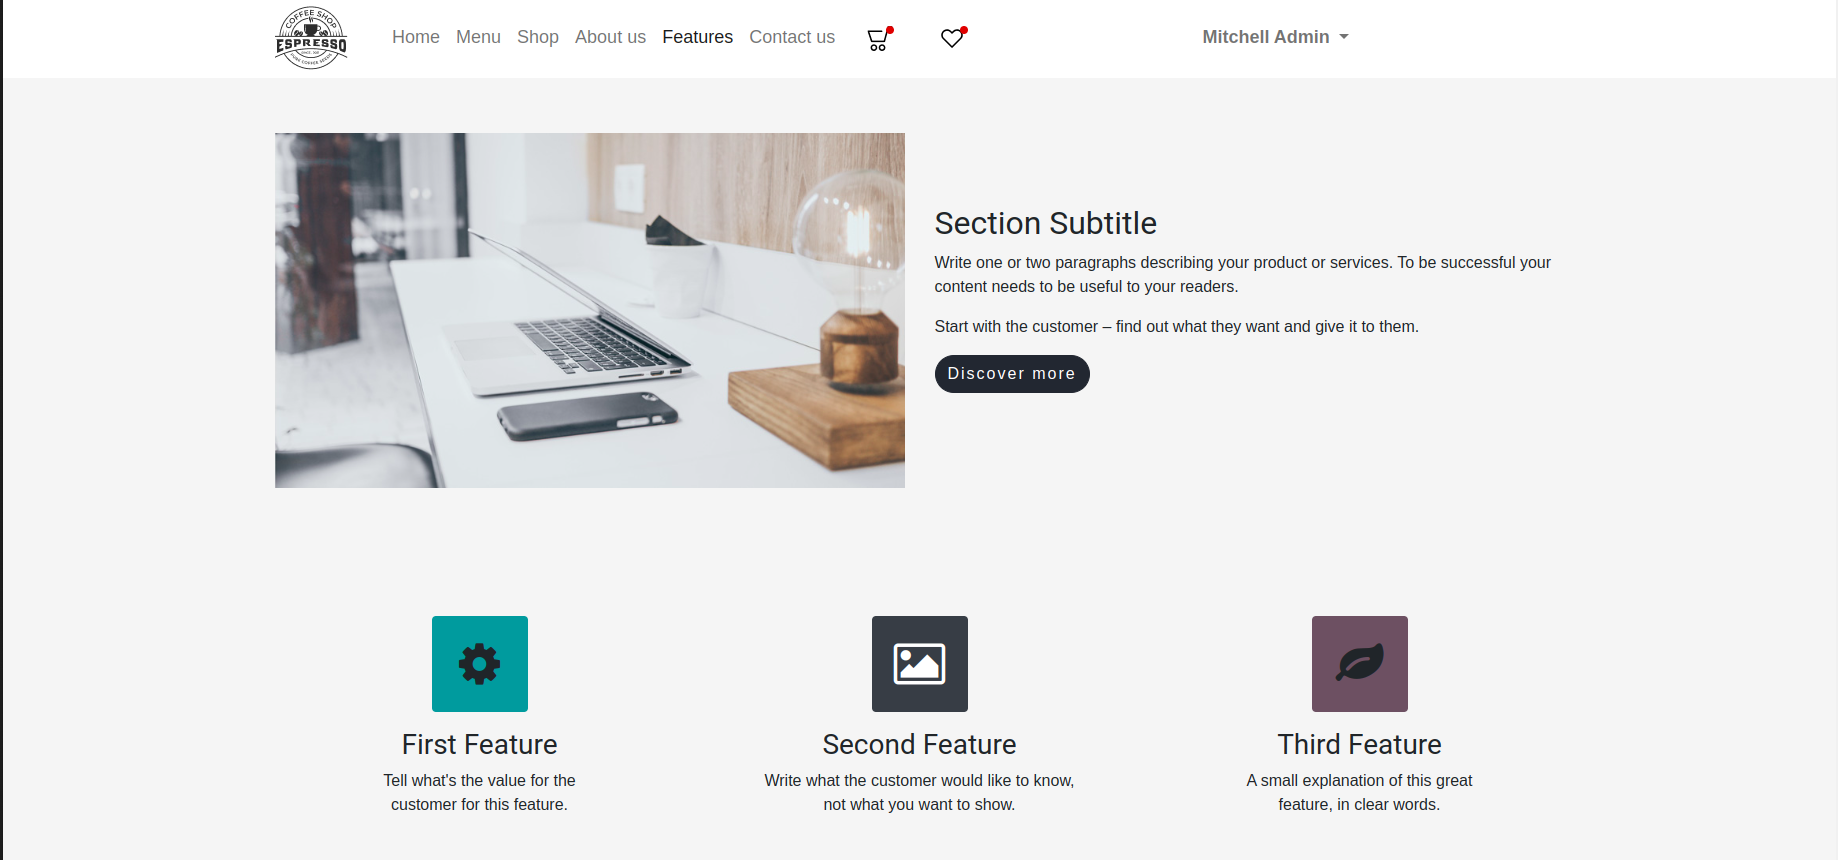 COFFEE SHOP
ESPRESSO
Home Menu Shop About us Features Contact us Mitchell Admin
Section Subtitle
Write one or two paragraphs describing your product or services. To be successful your
content needs to be useful to your readers.
Start with the customer – find out what they want and give it to them.
Discover more
First Feature
Tell what's the value for the
customer for this feature.
Second Feature
Write what the customer would like to know,
not what you want to show.
Third Feature
A small explanation of this great
feature, in clear words.